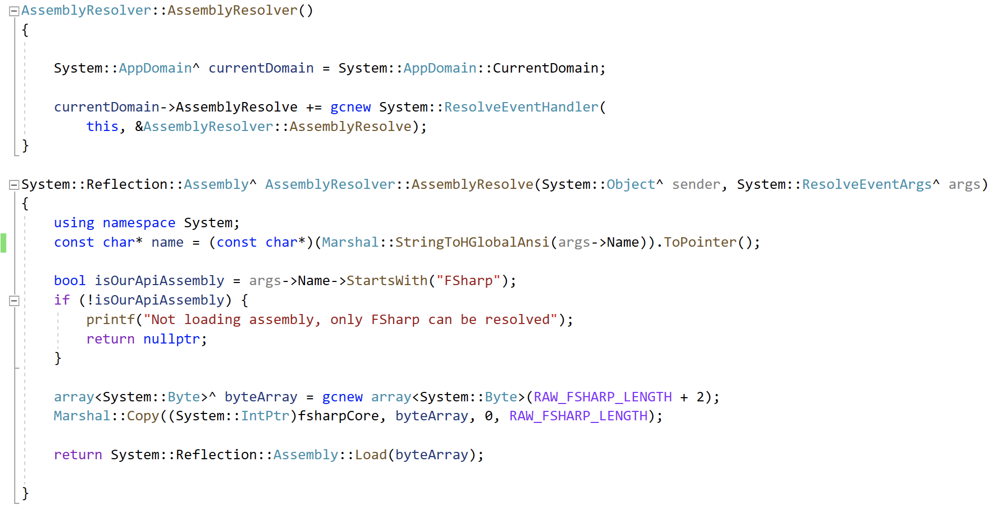 AssemblyResolver::AssemblyResolver()
{
System::AppDomain^ currentDomain = System::AppDomain::CurrentDomain;
currentDomain->AssemblyResolve += gcnew System::ResolveEventHandler(
this, &AssemblyResolver::AssemblyResolve);
}
System::Reflection::Assembly^ AssemblyResolver::AssemblyResolve(System::Object^ sender, System::ResolveEventArgs^ args)
{
using namespace System;
const char* name = (const char*)(Marshal::StringToHGlobalAnsi(args->Name)).ToPointer();
bool isOurApiAssembly = args->Name->StartsWith("FSharp");
if (!isOurApiAssembly) {
printf("Not loading assembly, only FSharp can be resolved");
return nullptr;
}
array<System::Byte>^ byteArray = gcnew array<System::Byte>(RAW_FSHARP_LENGTH + 2);
Marshal::Copy((System::IntPtr)fsharpCore, byteArray, 0, RAW_FSHARP_LENGTH);
return System::Reflection::Assembly::Load(byteArray);
}